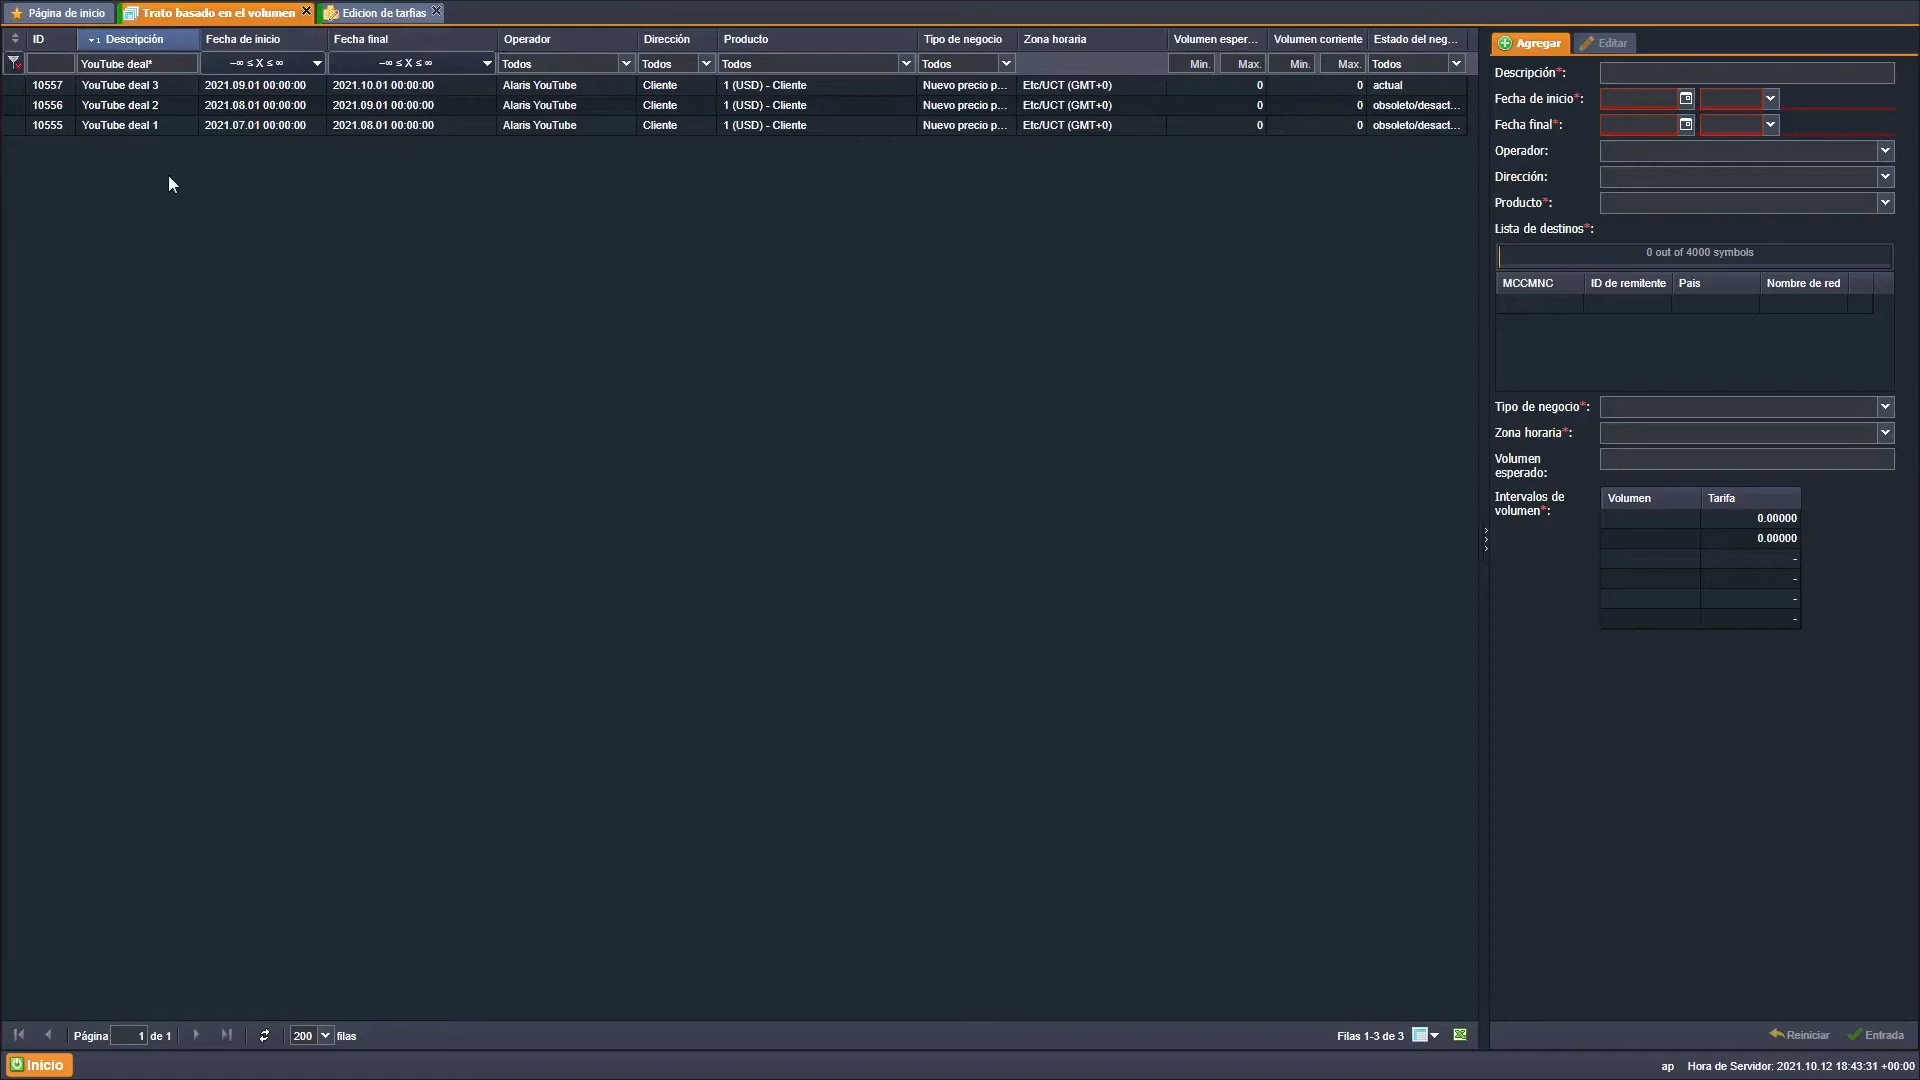 Página de inicio
Trato basado en el volumen
Edicion de tarfias
ID
1 Descripción
Fecha de inicio
Fecha final
Operador
Dirección
Producto
Tipo de negocio
Zona horaria
Volumen esper...
Volumen corriente
Estado del neg...
YouTube deal*
-∞ ≤ X ≤ ∞
-∞ ≤ X ≤ ∞
Todos
Todos
Todos
Todos
Min.
Max.
Min.
Max.
Todos
10557 YouTube deal 3 2021.09.01 00:00:00 2021.10.01 00:00:00 Alaris YouTube Cliente 1 (USD) - Cliente Nuevo precio p... Etc/UCT (GMT+0) 0 0 actual
10556 YouTube deal 2 2021.08.01 00:00:00 2021.09.01 00:00:00 Alaris YouTube Cliente 1 (USD) - Cliente Nuevo precio p... Etc/UCT (GMT+0) 0 0 obsoleto/desact...
10555 YouTube deal 1 2021.07.01 00:00:00 2021.08.01 00:00:00 Alaris YouTube Cliente 1 (USD) - Cliente Nuevo precio p... Etc/UCT (GMT+0) 0 0 obsoleto/desact...
Agregar
Editar
Descripción*:
Fecha de inicio*:
Fecha final*:
Operador:
Dirección:
Producto*:
Lista de destinos*:
0 out of 4000 symbols
MCCMNC ID de remitente Pais Nombre de red
Tipo de negocio*:
Zona horaria*:
Volumen
esperado:
Intervalos de
volumen*:
Volumen Tarifa
0.00000
0.00000
-
-
-
-
Página 1 de 1
200 filas
Filas 1-3 de 3
Reiniciar
Entrada
Inicio
ap Hora de Servidor: 2021.10.12 18:43:31 +00:00